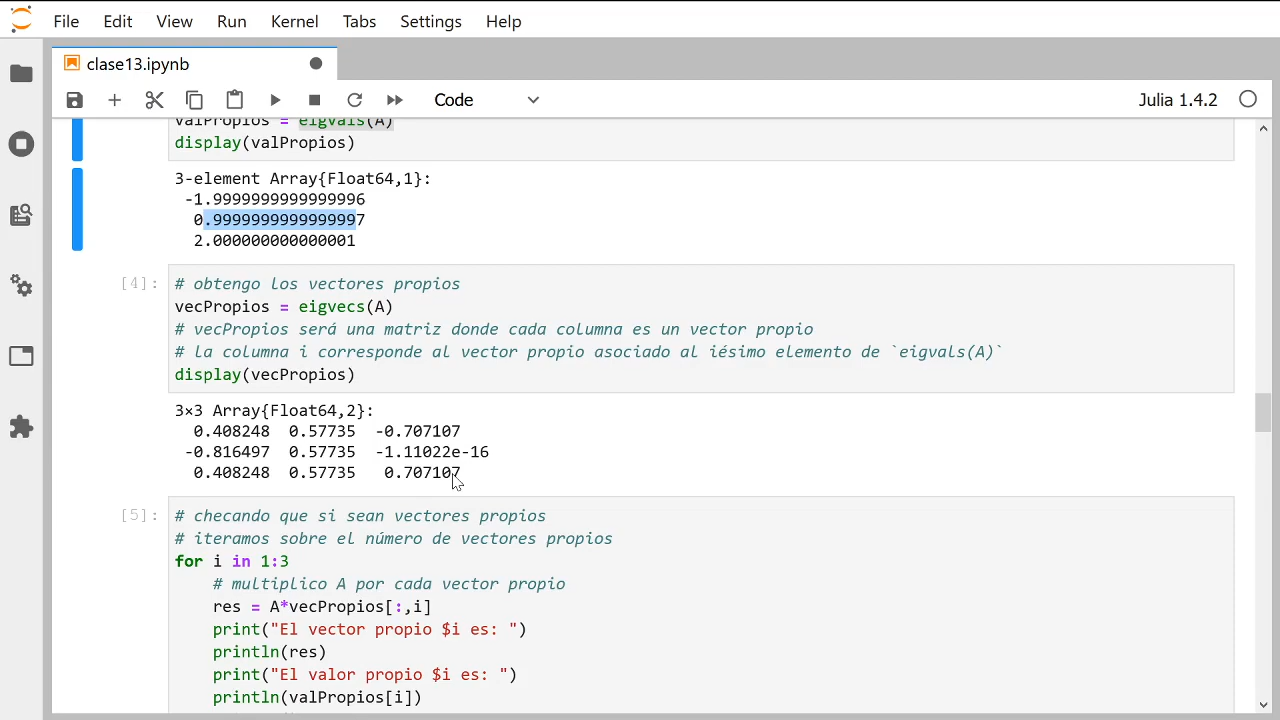 File Edit View Run Kernel Tabs Settings Help
clase13.ipynb
Code Julia 1.4.2
valPropios = eigvals(A)
display(valPropios)
3-element Array{Float64,1}:
-1.9999999999999996
0.9999999999999997
2.000000000000001
[4]: # obtengo los vectores propios
vecPropios = eigvecs(A)
# vecPropios será una matriz donde cada columna es un vector propio
# la columna i corresponde al vector propio asociado al iésimo elemento de `eigvals(A)`
display(vecPropios)
3×3 Array{Float64,2}:
0.408248 0.57735 -0.707107
-0.816497 0.57735 -1.11022e-16
0.408248 0.57735 0.707107
[5]: # checando que si sean vectores propios
# iteramos sobre el número de vectores propios
for i in 1:3
# multiplico A por cada vector propio
res = A*vecPropios[:,i]
print("El vector propio $i es: ")
println(res)
print("El valor propio $i es: ")
println(valPropios[i])